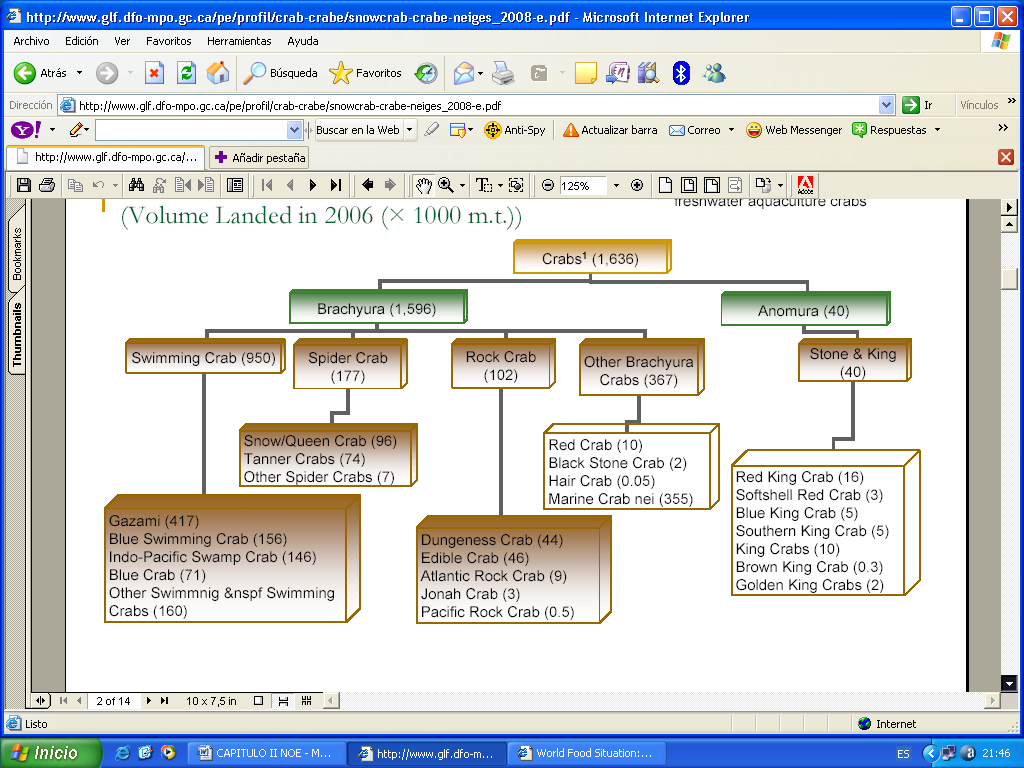 http://www.glf.dfo-mpo.gc.ca/pe/profil/crab-crabe/snowcrab-crabe-neiges_2008-e.pdf - Microsoft Internet Explorer
Archivo Edición Ver Favoritos Herramientas Ayuda
Atrás Búsqueda Favoritos
Dirección http://www.glf.dfo-mpo.gc.ca/pe/profil/crab-crabe/snowcrab-crabe-neiges_2008-e.pdf Ir Vínculos »
Y! Buscar en la Web Anti-Spy Actualizar barra Correo Web Messenger Respuestas »
http://www.glf.dfo-mpo.gc.ca/... Añadir pestaña
125% Adobe
Bookmarks
Thumbnails
freshwater aquaculture crabs
(Volume Landed in 2006 (× 1000 m.t.))
Crabs¹ (1,636)
Brachyura (1,596)
Anomura (40)
Swimming Crab (950)
Spider Crab
(177)
Rock Crab
(102)
Other Brachyura
Crabs (367)
Stone & King
(40)
Snow/Queen Crab (96)
Tanner Crabs (74)
Other Spider Crabs (7)
Red Crab (10)
Black Stone Crab (2)
Hair Crab (0.05)
Marine Crab nei (355)
Red King Crab (16)
Softshell Red Crab (3)
Blue King Crab (5)
Southern King Crab (5)
King Crabs (10)
Brown King Crab (0.3)
Golden King Crabs (2)
Gazami (417)
Blue Swimming Crab (156)
Indo-Pacific Swamp Crab (146)
Blue Crab (71)
Other Swimmnig &nspf Swimming
Crabs (160)
Dungeness Crab (44)
Edible Crab (46)
Atlantic Rock Crab (9)
Jonah Crab (3)
Pacific Rock Crab (0.5)
2 of 14 10 x 7,5 in
Listo Internet
Inicio CAPITULO II NOE - M... http://www.glf.dfo-m... World Food Situation:... ES 21:46